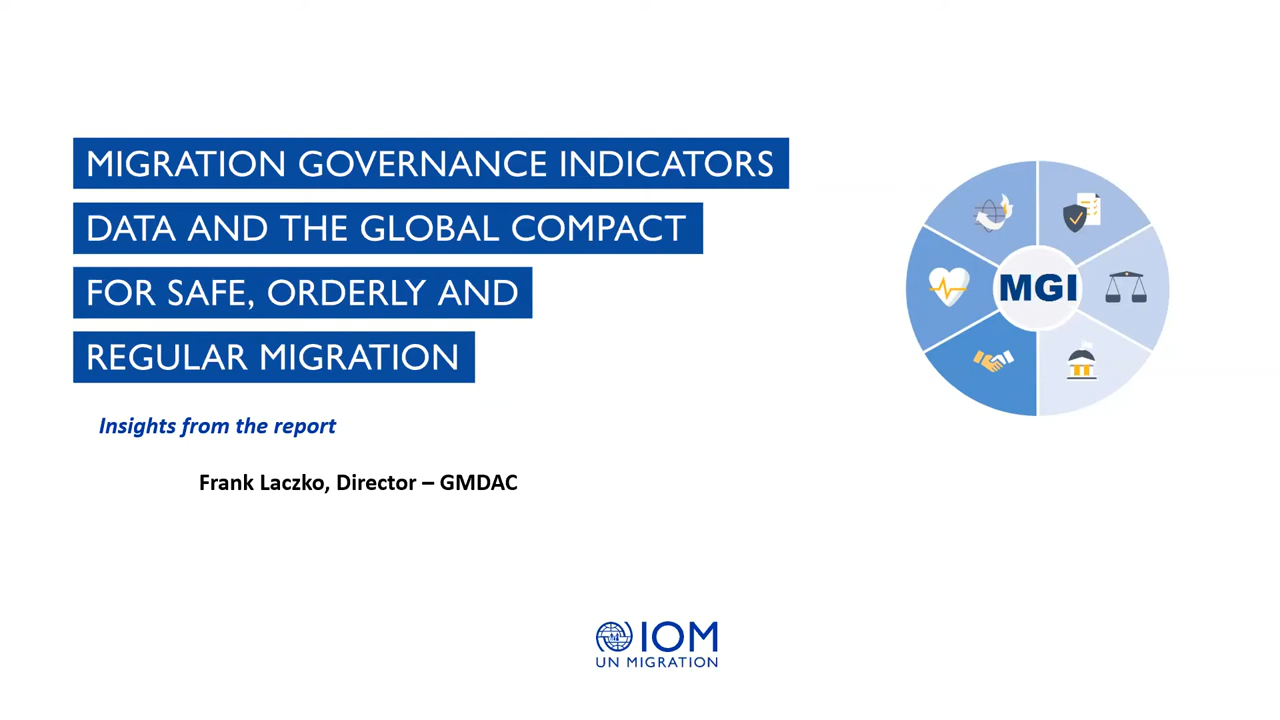 MIGRATION GOVERNANCE INDICATORS
DATA AND THE GLOBAL COMPACT
FOR SAFE, ORDERLY AND
REGULAR MIGRATION
Insights from the report
Frank Laczko, Director – GMDAC
MGI
IOM
UN MIGRATION